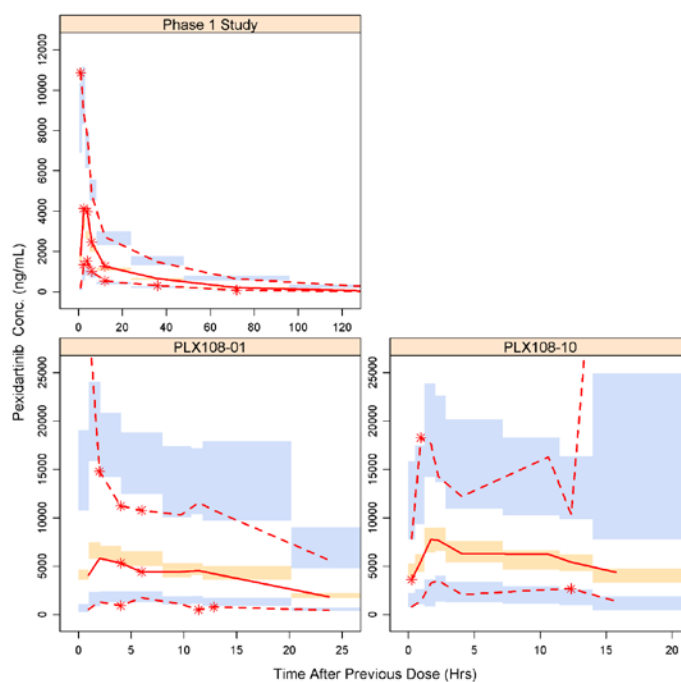 Phase 1 Study
12000
10000
8000
6000
4000
2000
0
0 20 40 60 80 100 120
Pexidartinib Conc. (ng/mL)
PLX108-01 PLX108-10
25000 25000
20000 20000
15000 15000
10000 10000
5000 5000
0 0
0 5 10 15 20 25 0 5 10 15 20
Time After Previous Dose (Hrs)